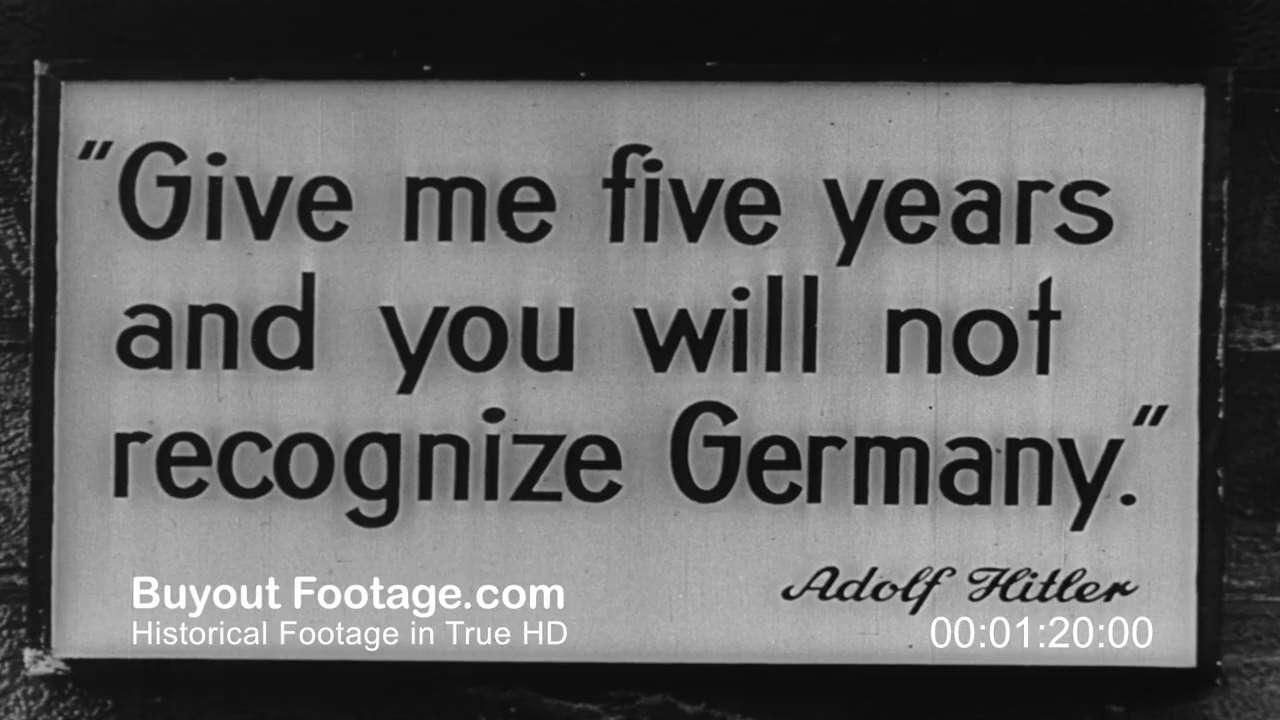 "Give me five years
and you will not
recognize Germany."
Adolf Hitler
Buyout Footage.com
Historical Footage in True HD
00:01:20:00